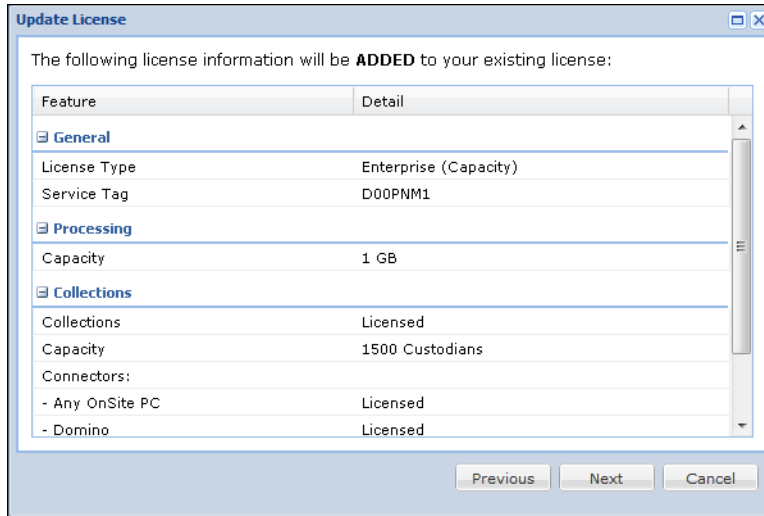 Update License
The following license information will be ADDED to your existing license:
Feature Detail
General
License Type Enterprise (Capacity)
Service Tag D00PNM1
Processing
Capacity 1 GB
Collections
Collections Licensed
Capacity 1500 Custodians
Connectors:
- Any OnSite PC Licensed
- Domino Licensed
Previous Next Cancel